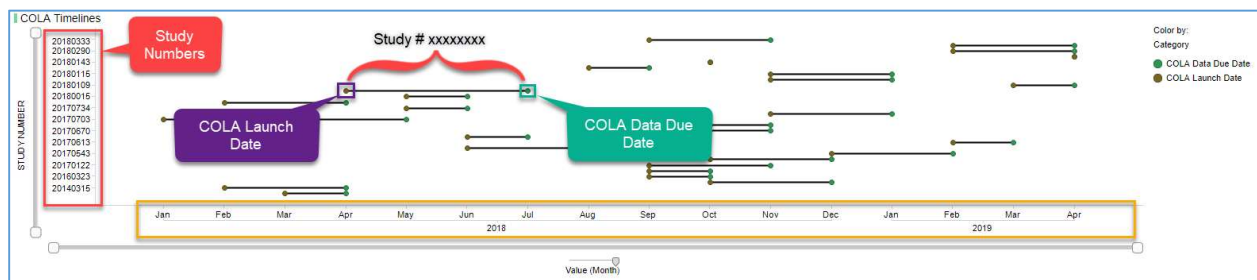 COLA Timelines
STUDY NUMBER
20180333
20180290
20180143
20180115
20180109
20180016
20170734
20170703
20170670
20170613
20170543
20170122
20160323
20140315
Study
Numbers
Study # xxxxxxxx
COLA Launch
Date
COLA Data Due
Date
Jan Feb Mar Apr May Jun Jul Aug Sep Oct Nov Dec Jan Feb Mar Apr
2018 2019
Value (Month)
Color by:
Category
COLA Data Due Date
COLA Launch Date